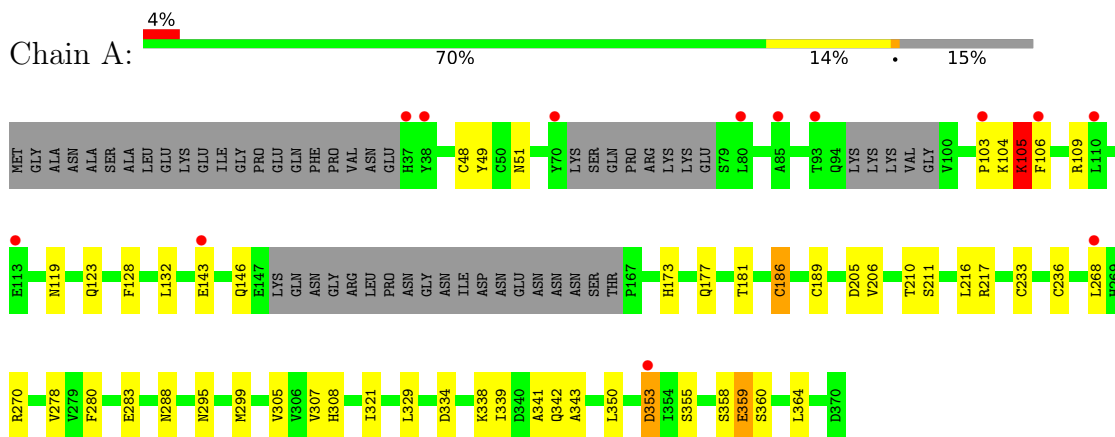 4%
Chain A:
70% 14% • 15%
MET GLY ALA ASN ALA SER ALA LEU GLU LYS GLU ILE GLY PRO GLU GLU GLN PHE PRO VAL ASN GLU H37 Y38 C48 Y49 C50 N51 Y70 LYS SER GLN PRO ARG LYS LYS GLU S79 L80 A85 T93 Q94 LYS LYS LYS VAL GLY V100 P103 K104 K105 F106 R109 L110
E113 N119 Q123 F128 L132 E143 Q146 E147 LYS GLN ASN GLY ARG LEU PRO ASN GLY ASN ILE ASP ASN GLU ASN ASN ASN SER THR P167 H173 Q177 T181 C186 C189 D205 V206 T210 S211 L216 R217 C233 C236 L268 H269
R270 V278 V279 F280 E283 N288 N295 M299 V305 V306 V307 H308 I321 L329 D334 K338 I339 D340 A341 Q342 A343 L350 D353 I354 S355 S358 E359 S360 L364 D370